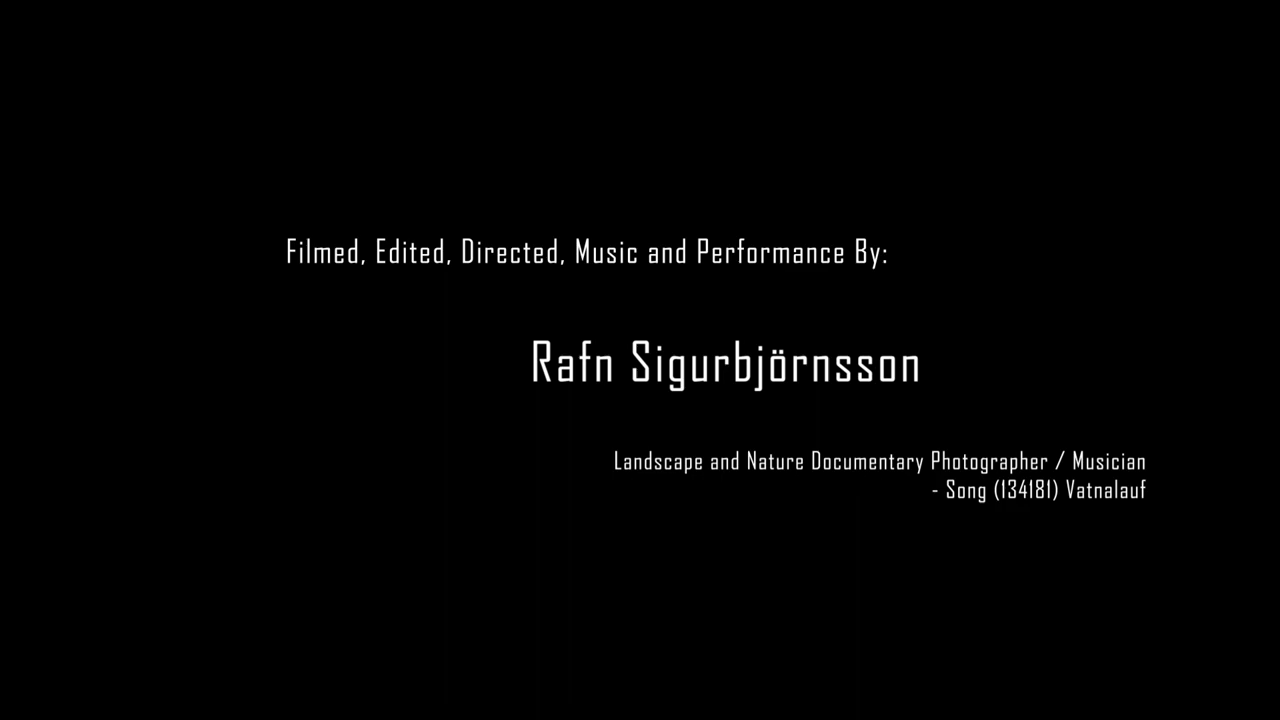 Filmed, Edited, Directed, Music and Performance By:
Rafn Sigurbjörnsson
Landscape and Nature Documentary Photographer / Musician
- Song (134181) Vatnalauf